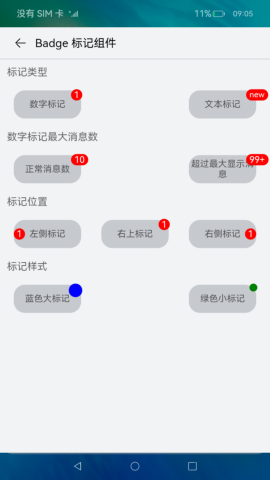 没有 SIM 卡 11% 09:05
Badge 标记组件
标记类型
数字标记 1 文本标记 new
数字标记最大消息数
正常消息数 10 超过最大显示消 99+
息
标记位置
1 左侧标记 右上标记 1 右侧标记 1
标记样式
蓝色大标记 绿色小标记